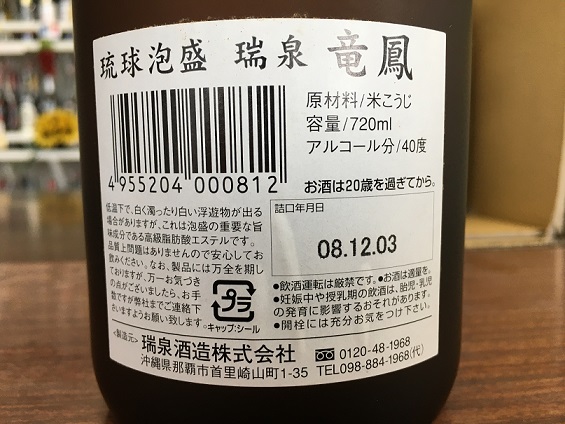 琉球泡盛 瑞泉 竜鳳
原材料/米こうじ
容量/720ml
アルコール分/40度
4 955204 000812
お酒は20歳を過ぎてから。
低温下で、白く濁ったり白い浮遊物が出る
場合がありますが、これは泡盛の重要な旨
味成分である高級脂肪酸エステルです。
品質上問題はありませんので安心してお
飲みください。なお、製品には万全を期し
ておりますが、万一お気づき
の点がございましたら、お手
数ですが弊社までご連絡下
さいますようお願い致します。
プラ
キャップ・シール
詰口年月日
08.12.03
●飲酒運転は厳禁です。●お酒は適量を。
●妊娠中や授乳期の飲酒は、胎児・乳児
の発育に影響するおそれがあります。
●開栓には充分お気をつけ下さい。
<製造元> 瑞泉酒造株式会社
沖縄県那覇市首里崎山町1-35
0120-48-1968
TEL098-884-1968(代)